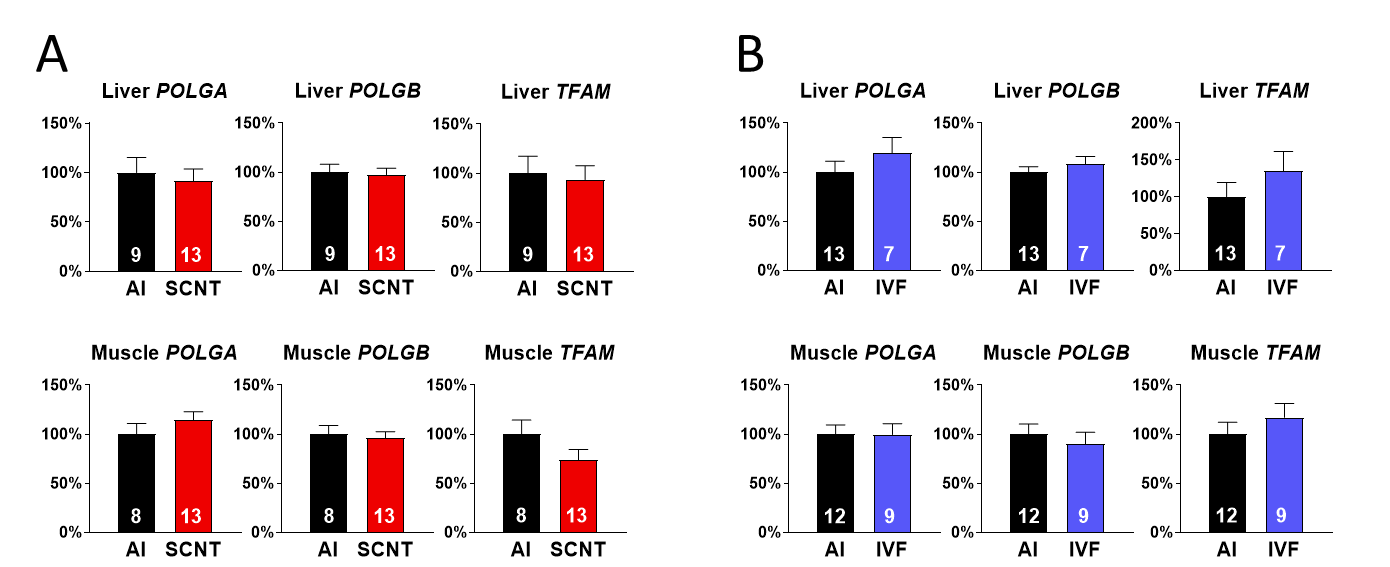 A
B
Liver POLGA
Liver POLGB
Liver TFAM
Liver POLGA
Liver POLGB
Liver TFAM
150%
100%
50%
0%
9
13
AI SCNT
150%
100%
50%
0%
9
13
AI SCNT
150%
100%
50%
0%
9
13
AI SCNT
150%
100%
50%
0%
13
7
AI IVF
150%
100%
50%
0%
13
7
AI IVF
200%
150%
100%
50%
0%
13
7
AI IVF
Muscle POLGA
Muscle POLGB
Muscle TFAM
Muscle POLGA
Muscle POLGB
Muscle TFAM
150%
100%
50%
0%
8
13
AI SCNT
150%
100%
50%
0%
8
13
AI SCNT
150%
100%
50%
0%
8
13
AI SCNT
150%
100%
50%
0%
12
9
AI IVF
150%
100%
50%
0%
12
9
AI IVF
150%
100%
50%
0%
12
9
AI IVF